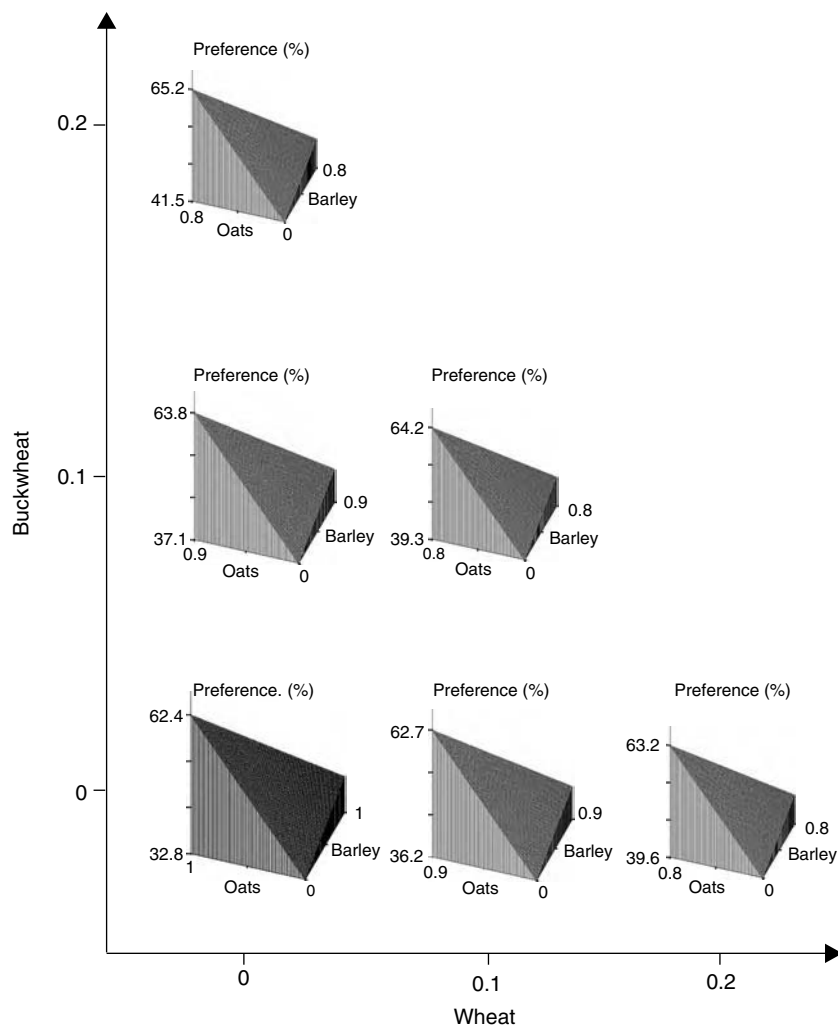 Preference (%)
65.2
0.2
0.8
41.5
Barley
0.8
Oats
0
Preference (%)
Preference (%)
63.8
64.2
Buckwheat
0.1
0.9
0.8
Barley
Barley
37.1
39.3
0.9
0.8
Oats
Oats
0
0
Preference. (%)
Preference (%)
Preference (%)
62.4
62.7
63.2
0
1
0.9
0.8
Barley
Barley
Barley
32.8
36.2
39.6
1
0.9
0.8
Oats
Oats
Oats
0
0
0
0
0.1
0.2
Wheat